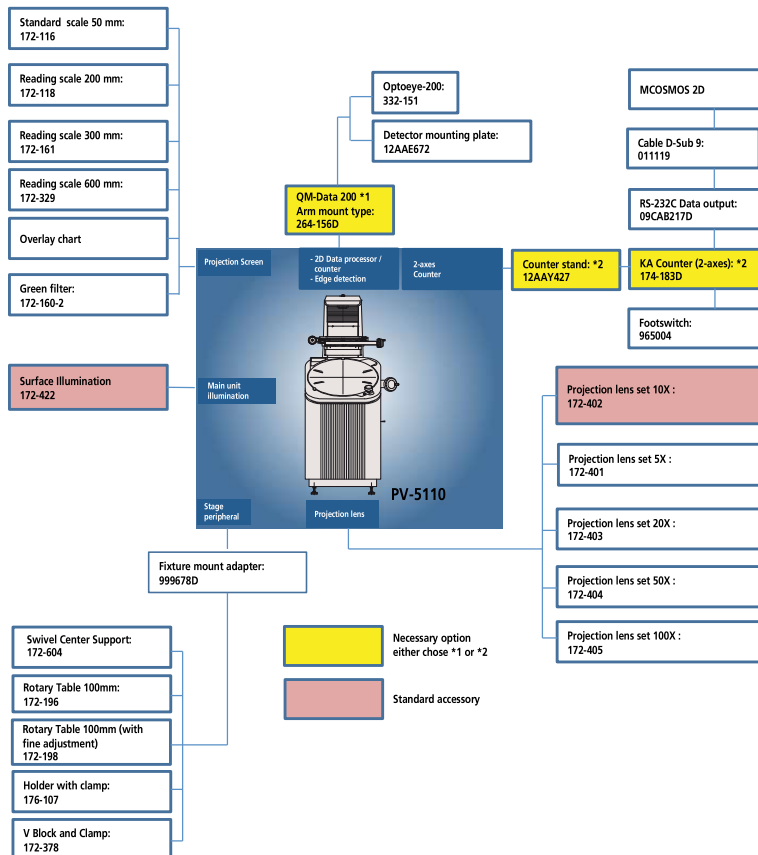 Standard scale 50 mm:
172-116
Reading scale 200 mm:
172-118
Reading scale 300 mm:
172-161
Reading scale 600 mm:
172-329
Overlay chart
Green filter:
172-160-2
Surface Illumination
172-422
Optoeye-200:
332-151
Detector mounting plate:
12AAE672
QM-Data 200 *1
Arm mount type:
264-156D
MCOSMOS 2D
Cable D-Sub 9:
011119
RS-232C Data output:
09CAB217D
Counter stand: *2
12AAY427
KA Counter (2-axes): *2
174-183D
Footswitch:
965004
Projection Screen
- 2D Data processor /
counter
- Edge detection
2-axes
Counter
Main unit
illumination
PV-5110
Stage
peripheral
Projection lens
Projection lens set 10X :
172-402
Projection lens set 5X :
172-401
Projection lens set 20X :
172-403
Projection lens set 50X :
172-404
Projection lens set 100X :
172-405
Fixture mount adapter:
999678D
Swivel Center Support:
172-604
Rotary Table 100mm:
172-196
Rotary Table 100mm (with
fine adjustment)
172-198
Holder with clamp:
176-107
V Block and Clamp:
172-378
Necessary option
either chose *1 or *2
Standard accessory